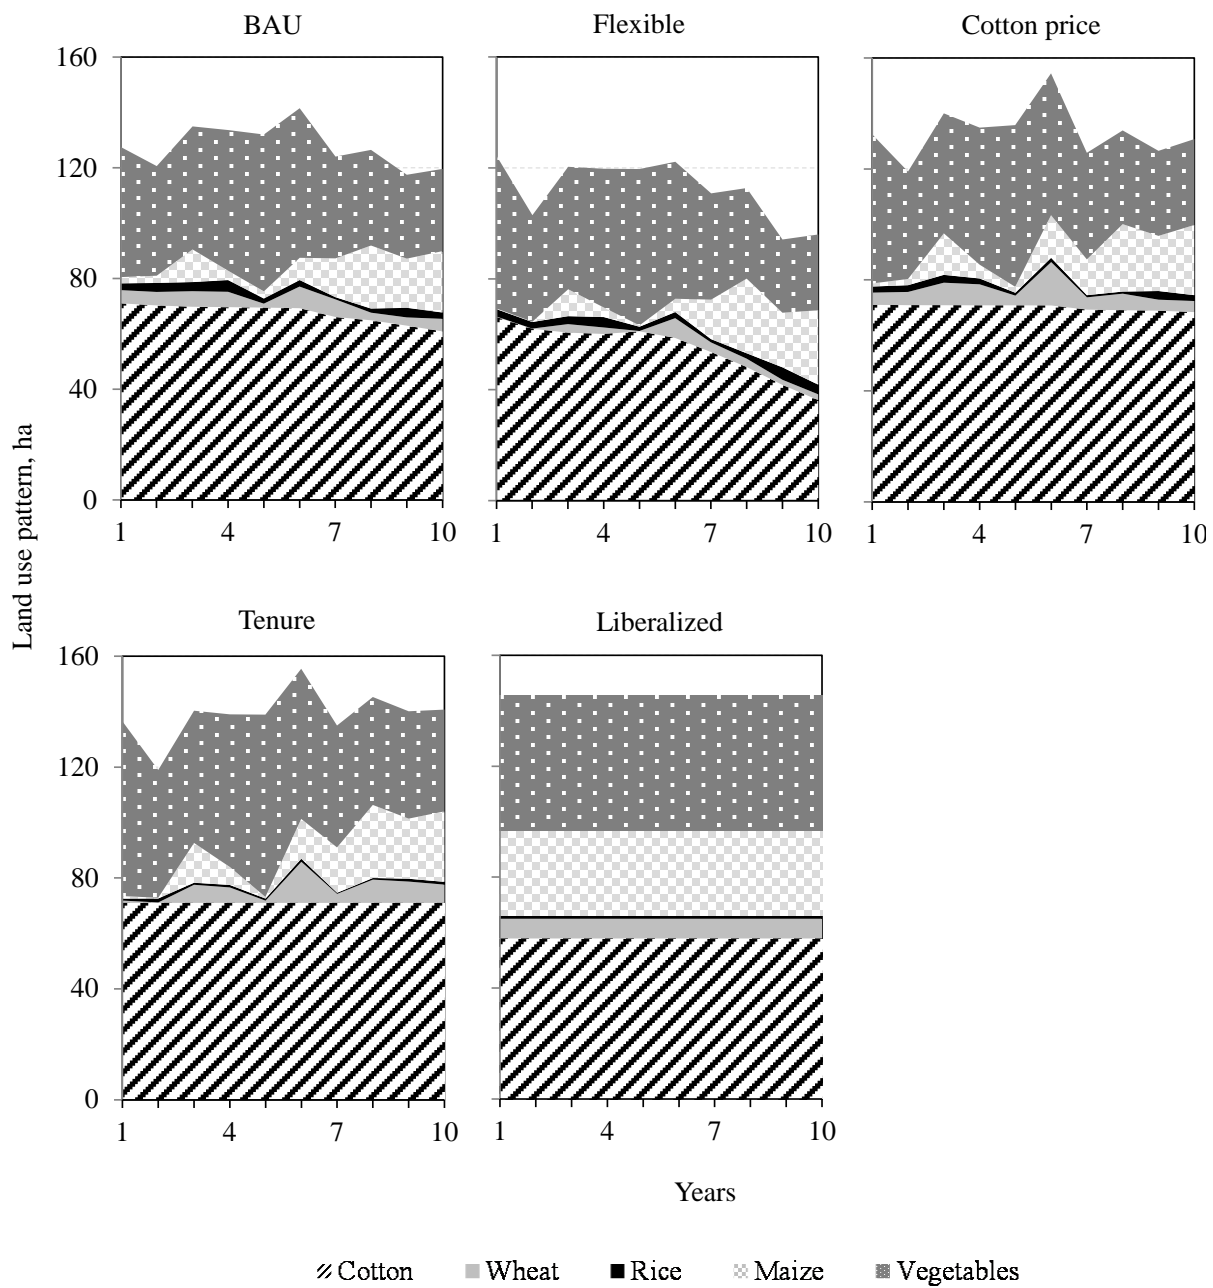 BAU Flexible Cotton price
160
120
80
40
0
1 4 7 10 1 4 7 10 1 4 7 10
Land use pattern, ha
Tenure Liberalized
160
120
80
40
0
1 4 7 10 1 4 7 10
Years
Cotton Wheat Rice Maize Vegetables